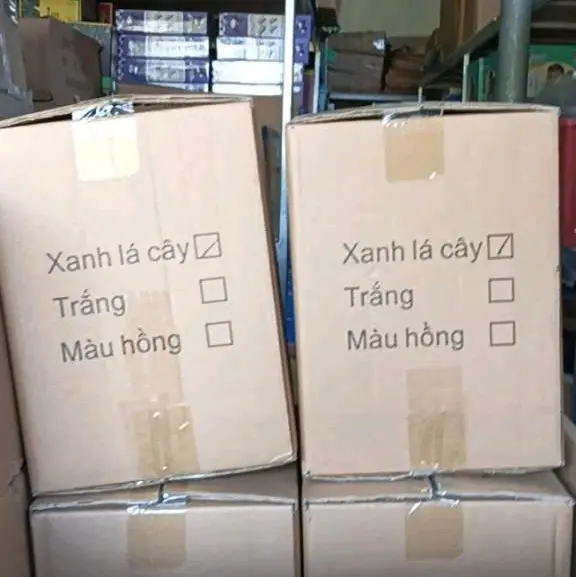 Xanh lá cây
Trắng
Màu hồng
Xanh lá cây
Trắng
Màu hồng